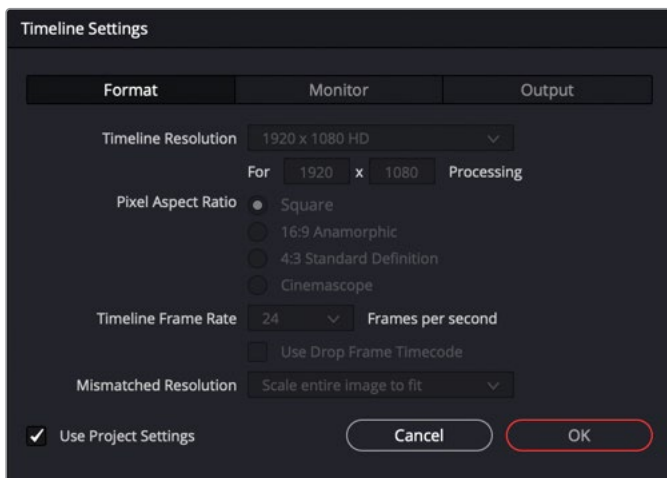 Timeline Settings
Format Monitor Output
Timeline Resolution 1920 x 1080 HD
For 1920 x 1080 Processing
Pixel Aspect Ratio Square
16:9 Anamorphic
4:3 Standard Definition
Cinemascope
Timeline Frame Rate 24 Frames per second
Use Drop Frame Timecode
Mismatched Resolution Scale entire image to fit
Use Project Settings Cancel OK